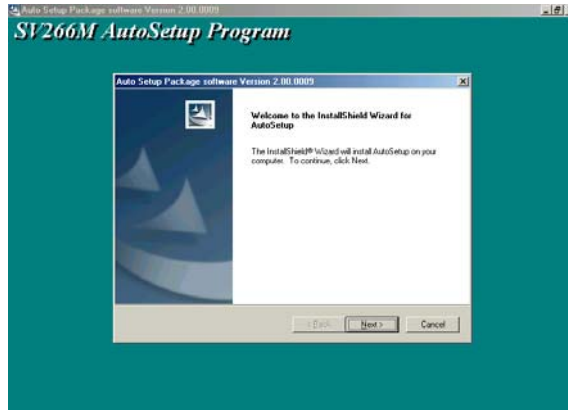 Auto Setup Package software Version 2.00.0009
SV266M AutoSetup Program
Auto Setup Package software Version 2.00.0009
Welcome to the InstallShield Wizard for
AutoSetup
The InstallShield® Wizard will install AutoSetup on your
computer. To continue, click Next.
< Back
Next >
Cancel